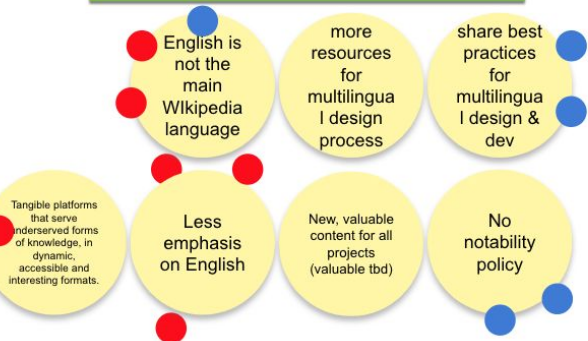 English is
not the
main
WIkipedia
language
more
resources
for
multilingua
l design
process
share best
practices
for
multilingua
l design &
dev
Tangible platforms
that serve
underserved forms
of knowledge, in
dynamic,
accessible and
interesting formats.
Less
emphasis
on English
New, valuable
content for all
projects
(valuable tbd)
No
notability
policy